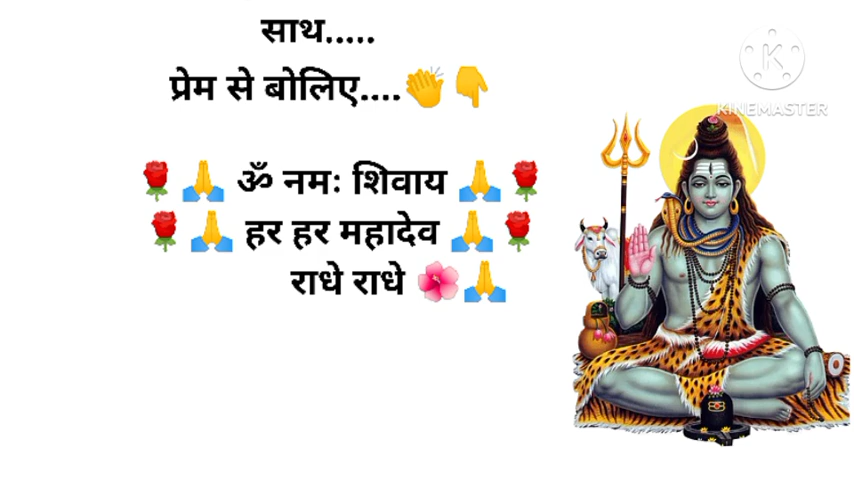 साथ.....
प्रेम से बोलिए....👏👇
🌹🙏 ॐ नमः शिवाय 🙏🌹
🌹🙏 हर हर महादेव 🙏🌹
राधे राधे 🌺🙏
K
KINEMASTER